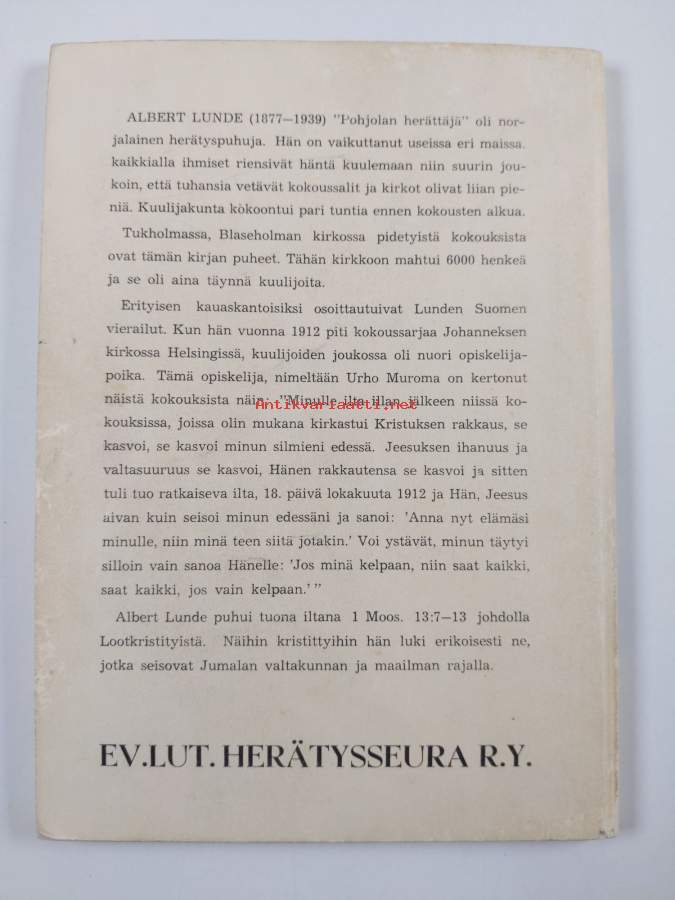 ALBERT LUNDE (1877—1939) "Pohjolan herättäjä" oli nor-
jalainen herätyspuhuja. Hän on vaikuttanut useissa eri maissa,
kaikkialla ihmiset riensivät häntä kuulemaan niin suurin jou-
koin, että tuhansia vetävät kokoussalit ja kirkot olivat liian pie-
niä. Kuulijakunta kokoontui pari tuntia ennen kokousten alkua.
Tukholmassa, Blaseholman kirkossa pidetyistä kokouksista
ovat tämän kirjan puheet. Tähän kirkkoon mahtui 6000 henkeä
ja se oli aina täynnä kuulijoita.
Erityisen kauaskantoisiksi osoittautuivat Lunden Suomen
vierailut. Kun hän vuonna 1912 piti kokoussarjaa Johanneksen
kirkossa Helsingissä, kuulijoiden joukossa oli nuori opiskelija-
poika. Tämä opiskelija, nimeltään Urho Muroma on kertonut
näistä kokouksista näin: "Minulle ilta illan jälkeen niissä ko-
Antikvariaatti.net
kouksissa, joissa olin mukana kirkastui Kristuksen rakkaus, se
kasvoi, se kasvoi minun silmieni edessä. Jeesuksen ihanuus ja
valtasuuruus se kasvoi, Hänen rakkautensa se kasvoi ja sitten
tuli tuo ratkaiseva ilta, 18. päivä lokakuuta 1912 ja Hän, Jeesus
aivan kuin seisoi minun edessäni ja sanoi: 'Anna nyt elämäsi
minulle, niin minä teen siitä jotakin.' Voi ystävät, minun täytyi
silloin vain sanoa Hänelle: 'Jos minä kelpaan, niin saat kaikki,
saat kaikki, jos vain kelpaan.' "
Albert Lunde puhui tuona iltana 1 Moos. 13:7—13 johdolla
Lootkristityistä. Näihin kristittyihin hän luki erikoisesti ne,
jotka seisovat Jumalan valtakunnan ja maailman rajalla.
EV.LUT. HERÄTYSSEURA R.Y.